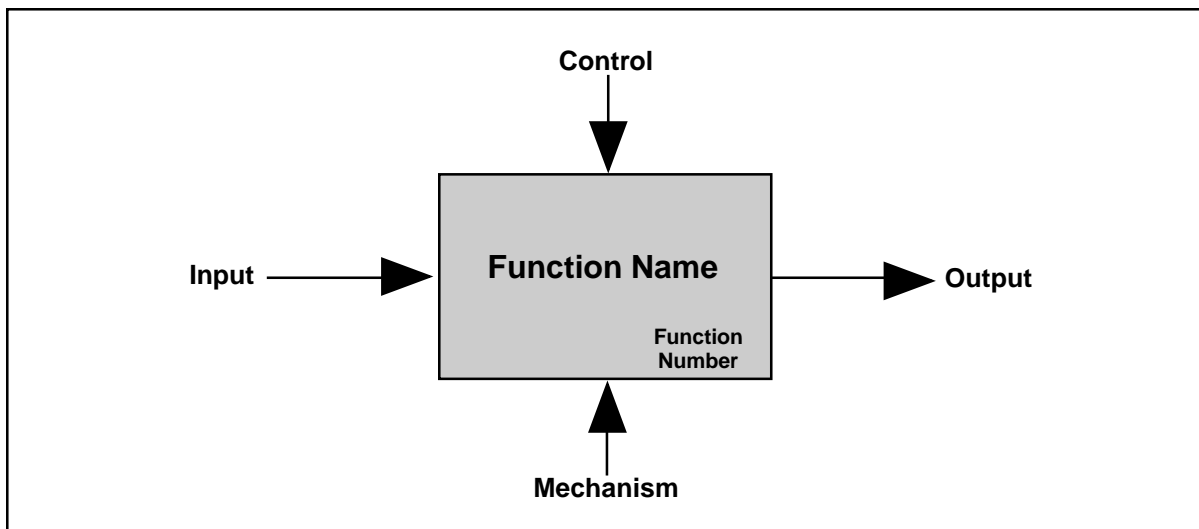 Control
Input
Function Name
Output
Function
Number
Mechanism